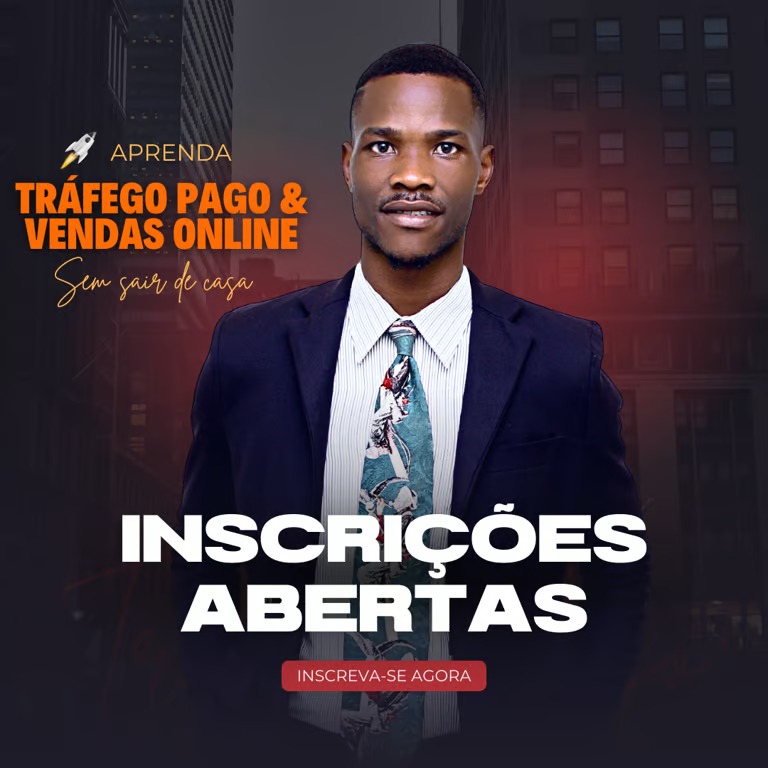 APRENDA
TRÁFEGO PAGO &
VENDAS ONLINE
Sem sair de casa
INSCRIÇÕES
ABERTAS
INSCREVA-SE AGORA